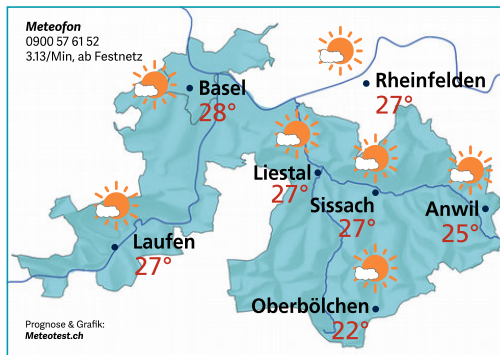 Meteofon
0900 57 61 52
3.13/Min, ab Festnetz
Basel
28°
Rheinfelden
27°
Liestal
27°
Sissach
27°
Anwil
25°
Laufen
27°
Oberbölchen
22°
Prognose & Grafik:
Meteotest.ch